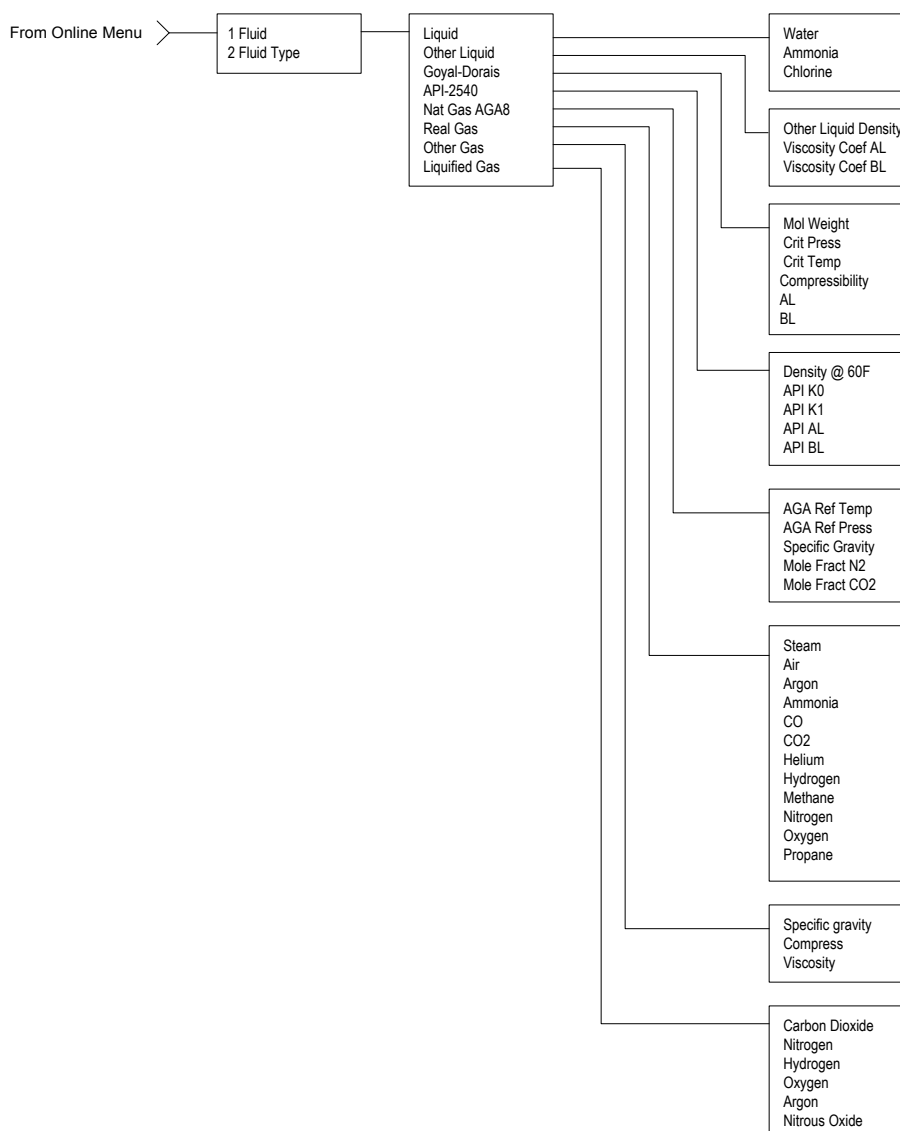 From Online Menu
1 Fluid
2 Fluid Type
Liquid
Other Liquid
Goyal-Dorais
API-2540
Nat Gas AGA8
Real Gas
Other Gas
Liquified Gas
Water
Ammonia
Chlorine
Other Liquid Density
Viscosity Coef AL
Viscosity Coef BL
Mol Weight
Crit Press
Crit Temp
Compressibility
AL
BL
Density @ 60F
API K0
API K1
API AL
API BL
AGA Ref Temp
AGA Ref Press
Specific Gravity
Mole Fract N2
Mole Fract CO2
Steam
Air
Argon
Ammonia
CO
CO2
Helium
Hydrogen
Methane
Nitrogen
Oxygen
Propane
Specific gravity
Compress
Viscosity
Carbon Dioxide
Nitrogen
Hydrogen
Oxygen
Argon
Nitrous Oxide